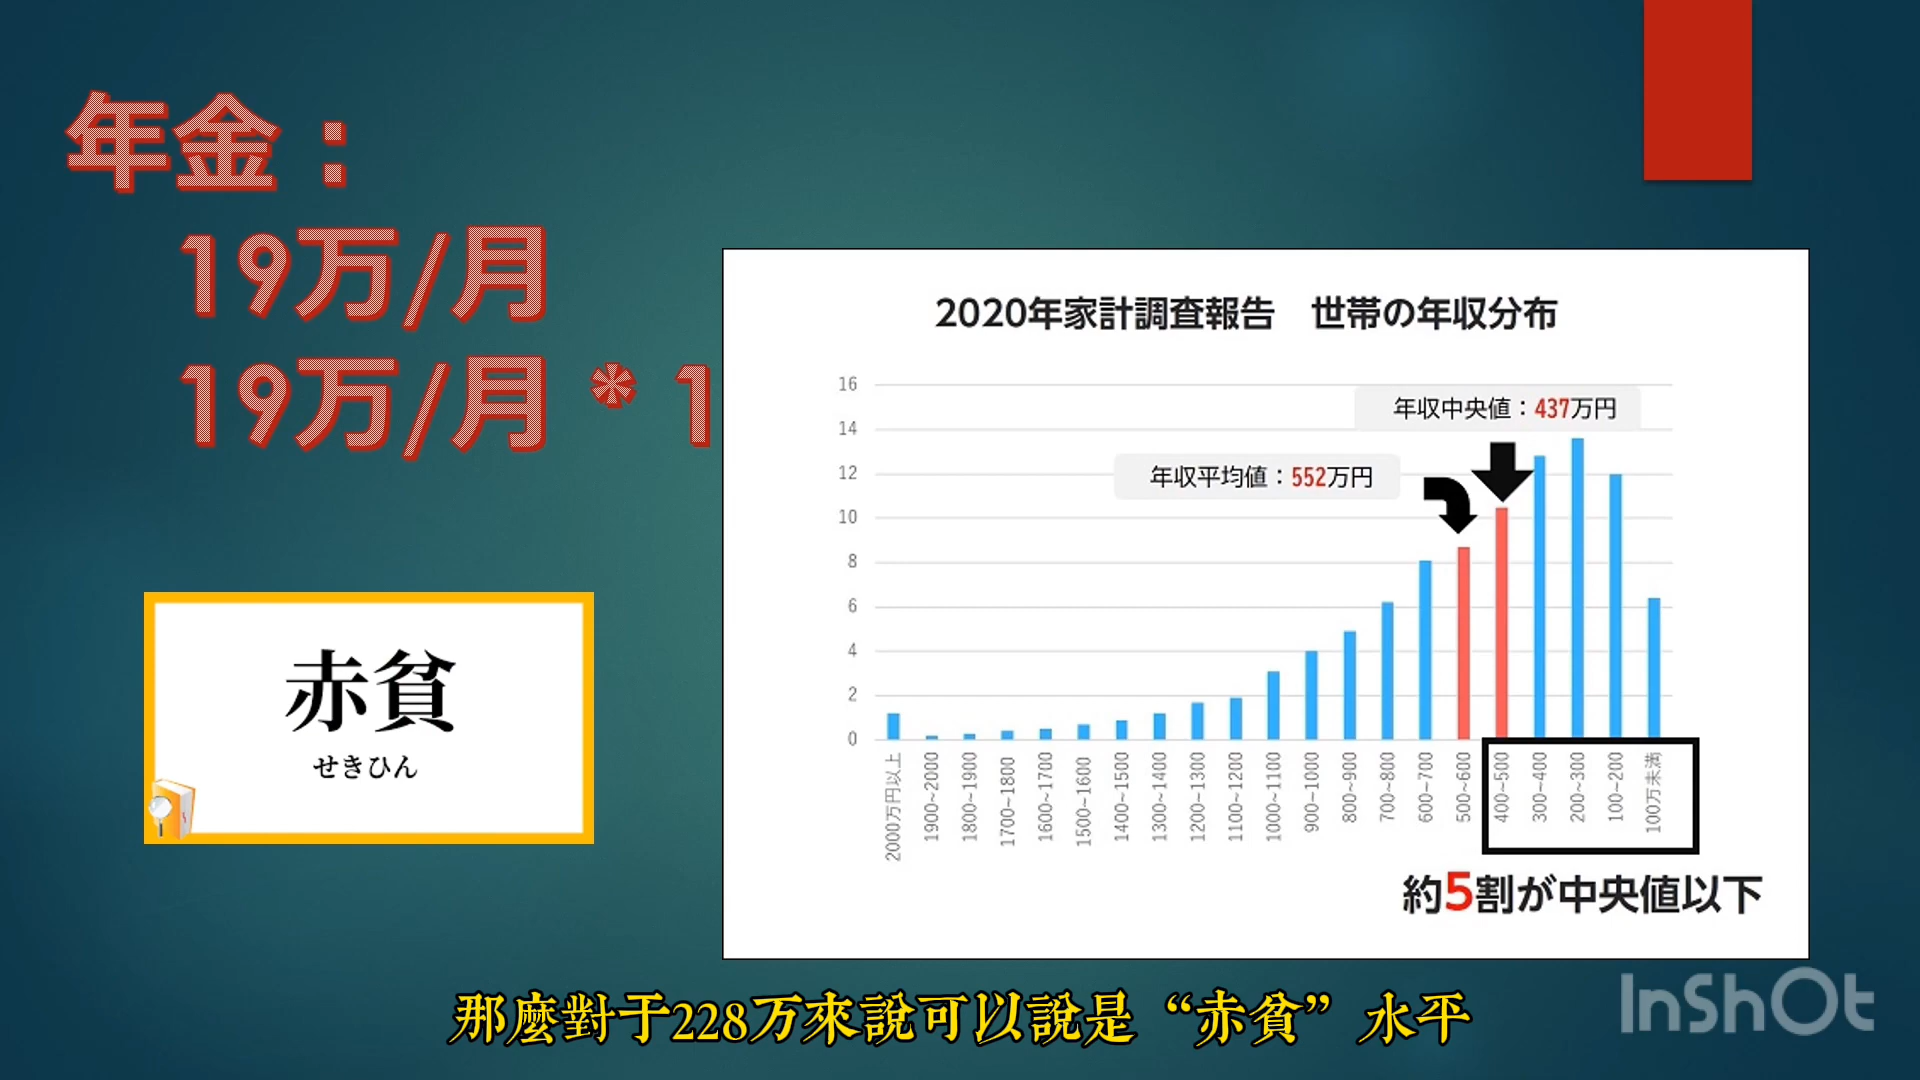 年金：
19万/月
19万/月 * 1
赤貧
せきひん
2020年家計調査報告　世帯の年収分布
年収中央値：437万円
年収平均値：552万円
16
14
12
10
8
6
4
2
0
2000万円以上
1900~2000
1800~1900
1700~1800
1600~1700
1500~1600
1400~1500
1300~1400
1200~1300
1100~1200
1000~1100
900~1000
800~900
700~800
600~700
500~600
400~500
300~400
200~300
100~200
100万未満
約5割が中央値以下
那麼對于228万來說可以說是“赤貧”水平
InShOt